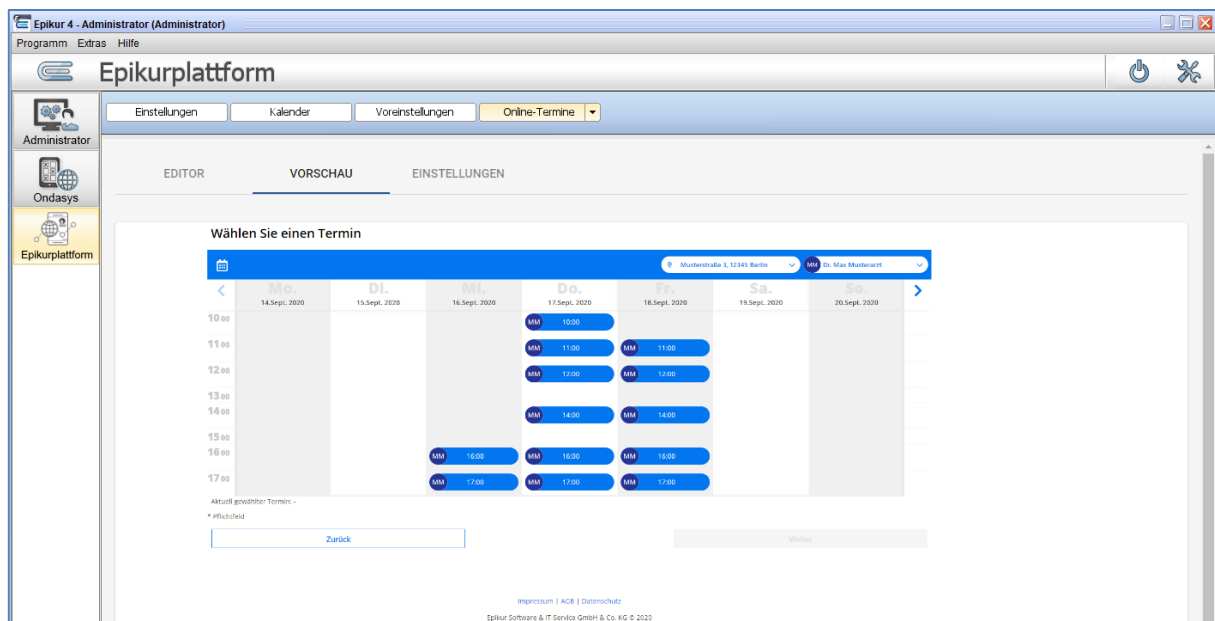 Epikur 4 - Administrator (Administrator)
Programm Extras Hilfe
Epikurplattform
Einstellungen Kalender Voreinstellungen Online-Termine
Administrator
Ondasys
Epikurplattform
EDITOR VORSCHAU EINSTELLUNGEN
Wählen Sie einen Termin
Musterstraße 3, 12345 Berlin MM Dr. Max Musterarzt
Mo. Di. Mi. Do. Fr. Sa. So.
14.Sept. 2020 15.Sept. 2020 16.Sept. 2020 17.Sept. 2020 18.Sept. 2020 19.Sept. 2020 20.Sept. 2020
10 00 MM 10:00
11 00 MM 11:00 MM 11:00
12 00 MM 12:00 MM 12:00
13 00
14 00 MM 14:00 MM 14:00
15 00
16 00 MM 16:00 MM 16:00 MM 16:00
17 00 MM 17:00 MM 17:00 MM 17:00
Aktuell gewählter Termin: -
* Pflichtfeld
Zurück Weiter
Impressum | AGB | Datenschutz
Epikur Software & IT-Service GmbH & Co. KG © 2020